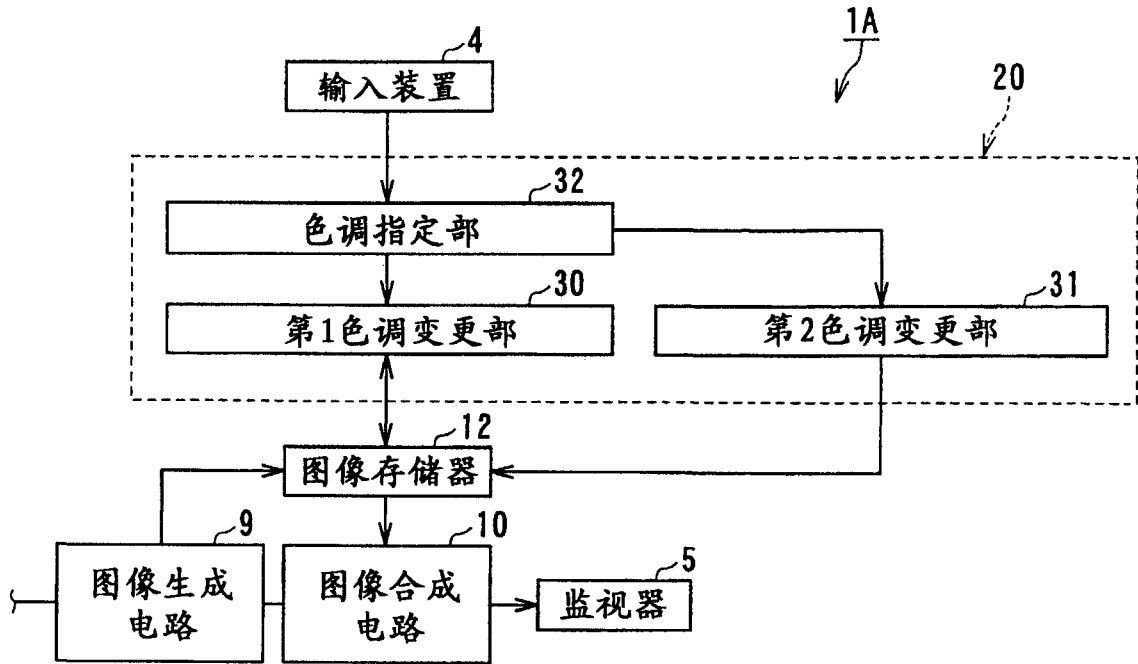 1A
4
输入装置
20
32
色调指定部
30
第1色调变更部
31
第2色调变更部
12
图像存储器
9
图像生成
电路
10
图像合成
电路
5
监视器